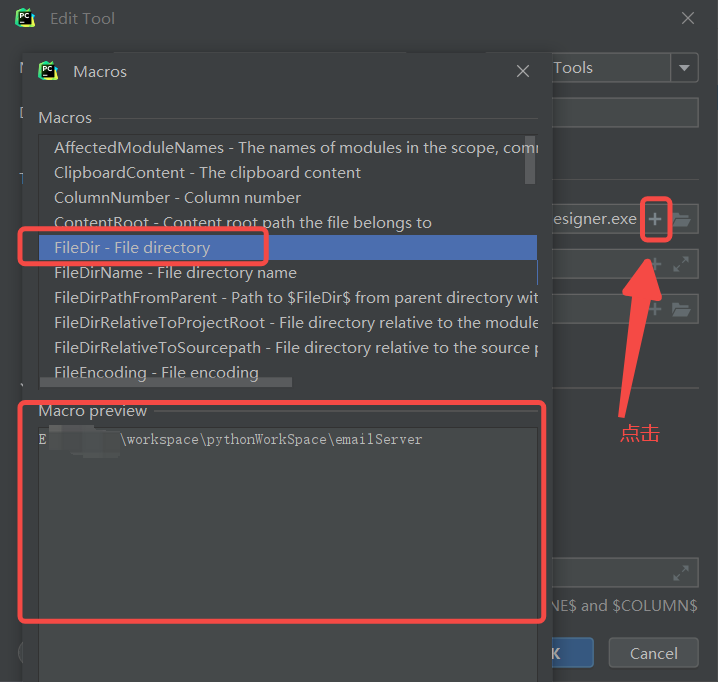 Edit Tool
Macros
Tools
Macros
AffectedModuleNames - The names of modules in the scope, com
ClipboardContent - The clipboard content
ColumnNumber - Column number
ContentRoot - Content root path the file belongs to
esigner.exe
FileDir - File directory
FileDirName - File directory name
FileDirPathFromParent - Path to $FileDir$ from parent directory wit
FileDirRelativeToProjectRoot - File directory relative to the module
FileDirRelativeToSourcepath - File directory relative to the source p
FileEncoding - File encoding
Macro preview
点击
E
\workspace\pythonWorkSpace\emailServer
NE$ and $COLUMN$
K
Cancel